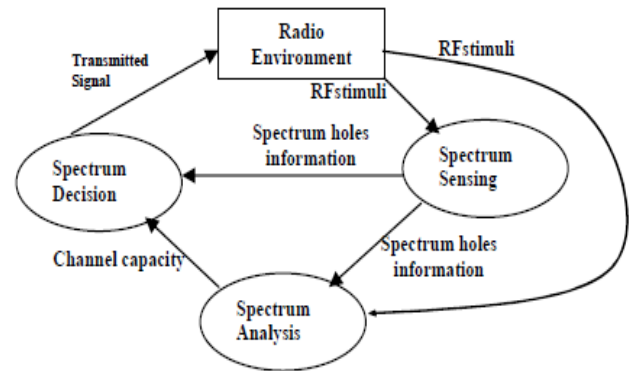 Radio
Environment
RFstimuli
Transmitted
Signal
RFstimuli
Spectrum holes
information
Spectrum
Sensing
Spectrum
Decision
Spectrum holes
information
Channel capacity
Spectrum
Analysis